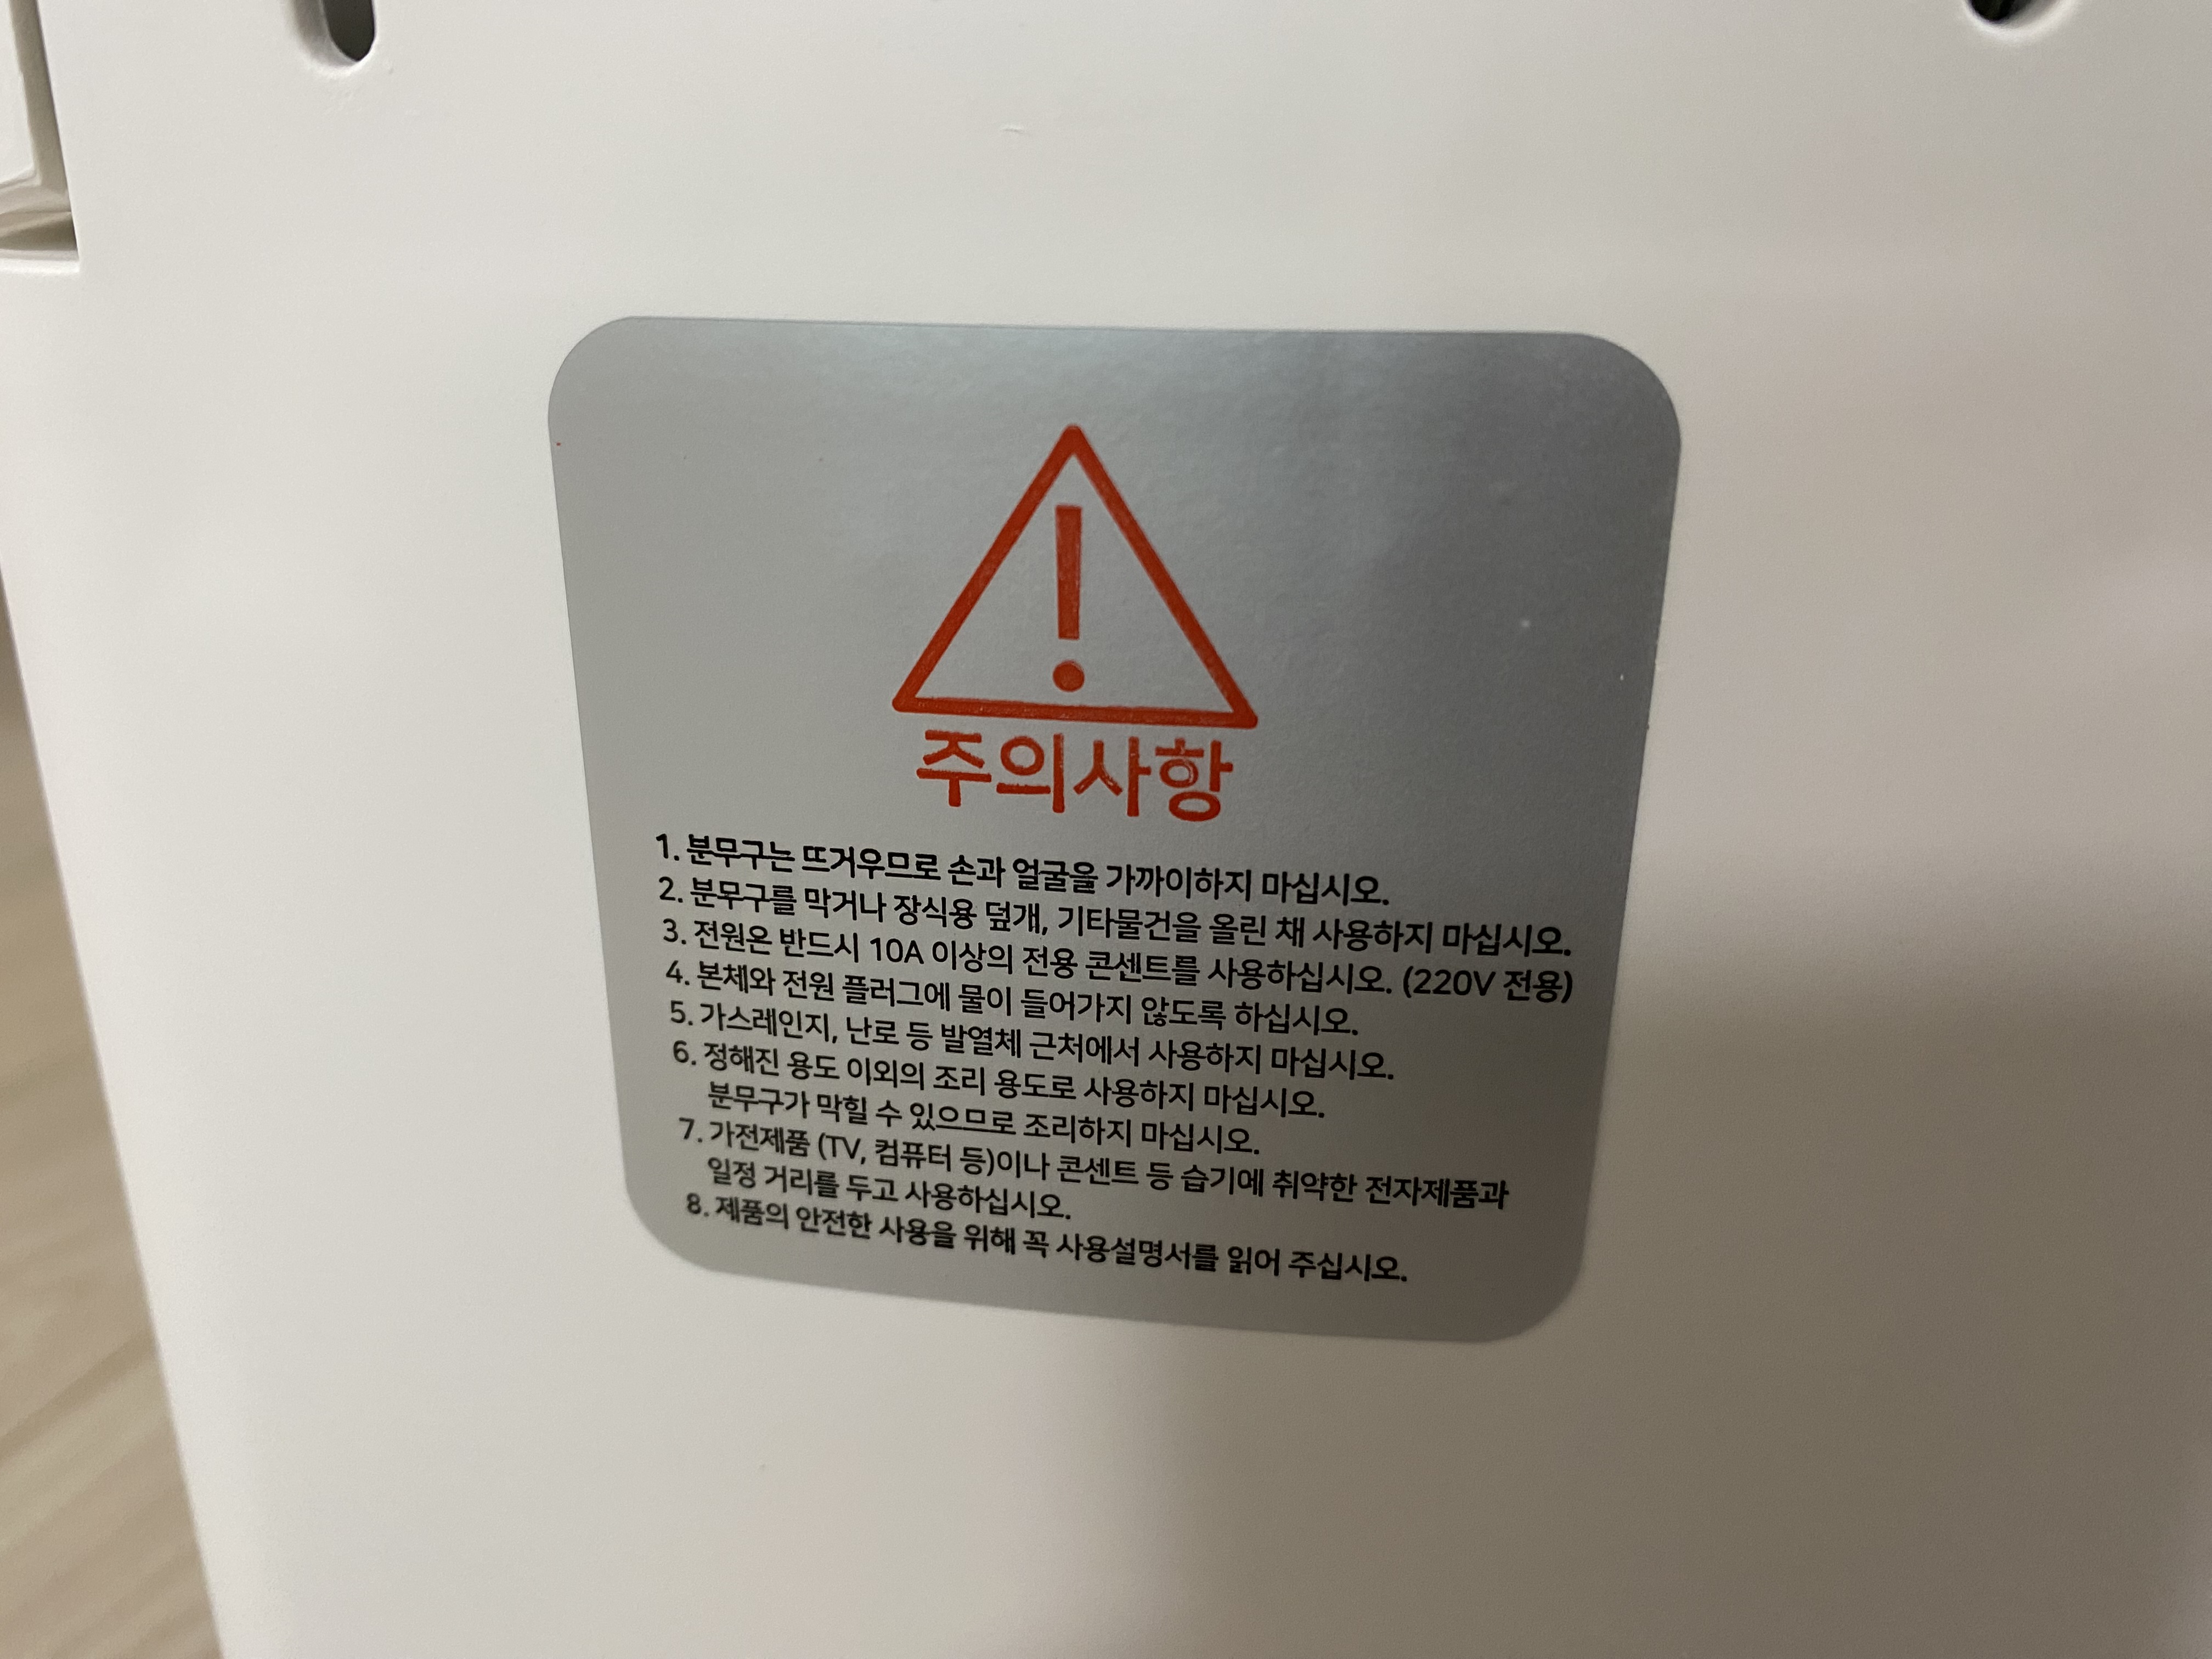 주의사항
1. 분무구는 뜨거우므로 손과 얼굴을 가까이하지 마십시오.
2. 분무구를 막거나 장식용 덮개, 기타물건을 올린 채 사용하지 마십시오.
3. 전원은 반드시 10A 이상의 전용 콘센트를 사용하십시오. (220V 전용)
4. 본체와 전원 플러그에 물이 들어가지 않도록 하십시오.
5. 가스레인지, 난로 등 발열체 근처에서 사용하지 마십시오.
6. 정해진 용도 이외의 조리 용도로 사용하지 마십시오.
분무구가 막힐 수 있으므로 조리하지 마십시오.
7. 가전제품 (TV, 컴퓨터 등)이나 콘센트 등 습기에 취약한 전자제품과
일정 거리를 두고 사용하십시오.
8. 제품의 안전한 사용을 위해 꼭 사용설명서를 읽어 주십시오.